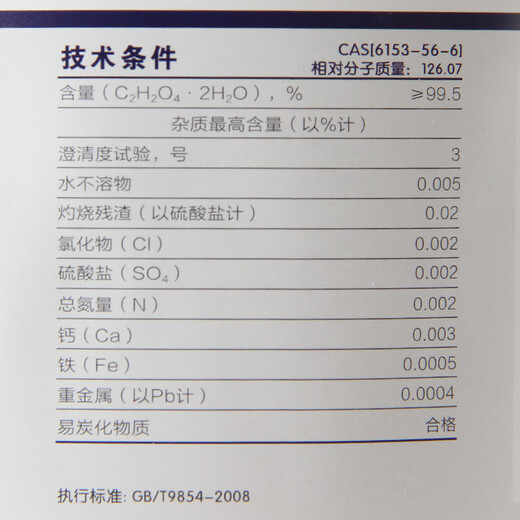 技术条件
CAS[6153-56-6]
相对分子质量: 126.07
含量(C₂H₂O₄·2H₂O), % ≥99.5
杂质最高含量(以%计)
澄清度试验, 号 3
水不溶物 0.005
灼烧残渣(以硫酸盐计) 0.02
氯化物(Cl) 0.002
硫酸盐(SO₄) 0.002
总氮量(N) 0.002
钙(Ca) 0.003
铁(Fe) 0.0005
重金属(以Pb计) 0.0004
易炭化物质 合格
执行标准: GB/T9854-2008